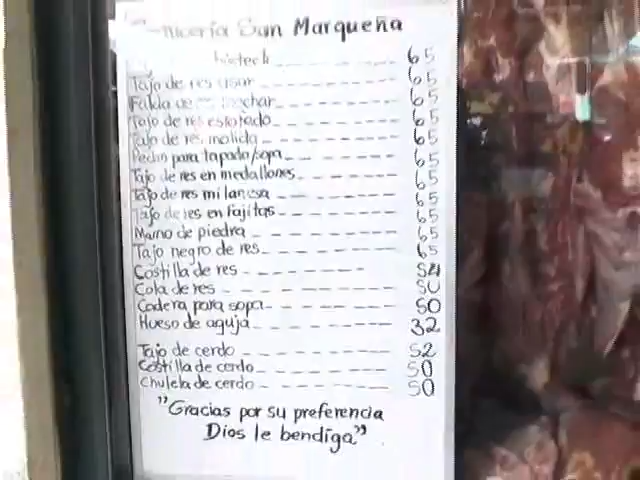 San Marqueña
bisteck 65
Tajo de res asar 65
Falda de res mechar 65
Tajo de res estofado 65
Tajo de res molida 65
Pecho para tapado/sopa 65
Tajo de res en medallones 65
Tajo de res milanesa 65
Tajo de res en fajitas 65
Mano de piedra 65
Tajo negro de res 65
Costilla de res 54
Cola de res 50
Cadera para sopa 50
Hueso de aguja 32
Tajo de cerdo 52
Costilla de cerdo 50
Chuleta de cerdo 50
"Gracias por su preferencia
Dios le bendiga"